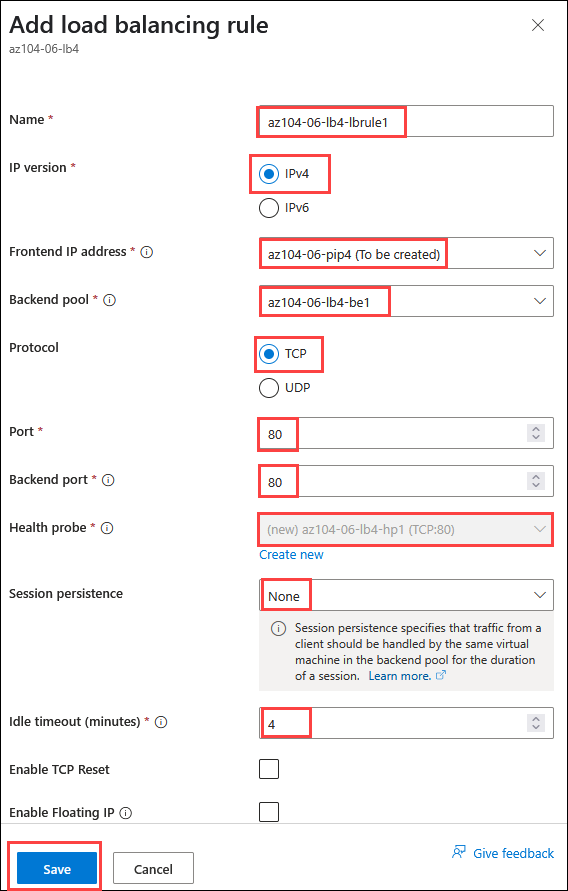 Add load balancing rule
az104-06-lb4
Name *
az104-06-lb4-lbrule1
IP version *
IPv4
IPv6
Frontend IP address *
az104-06-pip4 (To be created)
Backend pool *
az104-06-lb4-be1
Protocol
TCP
UDP
Port *
80
Backend port *
80
Health probe *
(new) az104-06-lb4-hp1 (TCP:80)
Create new
Session persistence
None
Session persistence specifies that traffic from a
client should be handled by the same virtual
machine in the backend pool for the duration
of a session. Learn more.
Idle timeout (minutes) *
4
Enable TCP Reset
Enable Floating IP
Save
Cancel
Give feedback